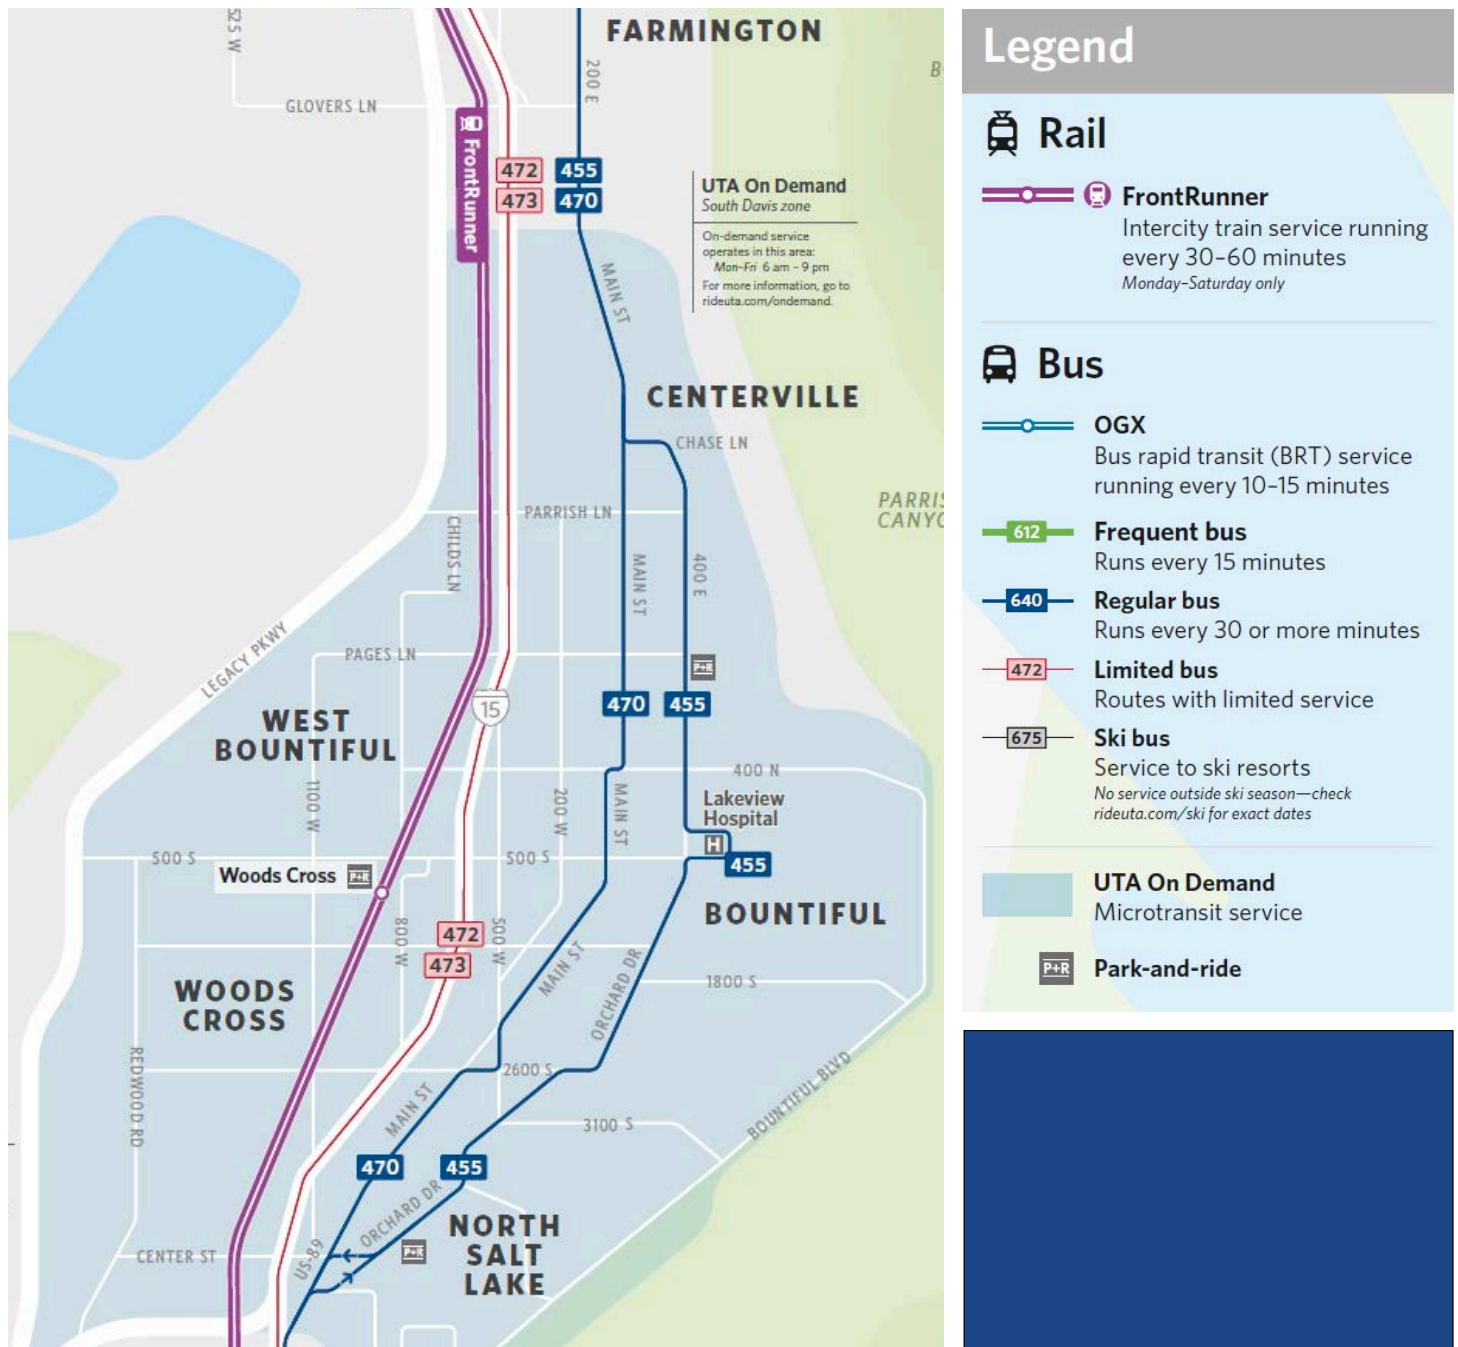 FARMINGTON
525 W
200 E
GLOVERS LN
FrontRunner
472
455
473
470
UTA On Demand
South Davis zone
On-demand service
operates in this area:
Mon–Fri 6 am – 9 pm
For more information, go to
rideuta.com/ondemand.
MAIN ST
CENTERVILLE
CHASE LN
PARRISH LN
CHILDS LN
MAIN ST
400 E
LEGACY PKWY
PAGES LN
P+R
15
470
455
WEST
BOUNTIFUL
400 N
1100 W
200 W
MAIN ST
Lakeview
Hospital
H
455
500 S
500 S
Woods Cross
P+R
BOUNTIFUL
800 W
472
500 W
473
MAIN ST
ORCHARD DR
1800 S
WOODS
CROSS
REDWOOD RD
2600 S
MAIN ST
BOUNTIFUL BLVD
3100 S
470
455
ORCHARD DR
US-89
P+R
CENTER ST
NORTH
SALT
LAKE
Legend
Rail
FrontRunner
Intercity train service running
every 30–60 minutes
Monday–Saturday only
Bus
OGX
Bus rapid transit (BRT) service
running every 10–15 minutes
612
Frequent bus
Runs every 15 minutes
640
Regular bus
Runs every 30 or more minutes
472
Limited bus
Routes with limited service
675
Ski bus
Service to ski resorts
No service outside ski season—check
rideuta.com/ski for exact dates
UTA On Demand
Microtransit service
P+R
Park-and-ride